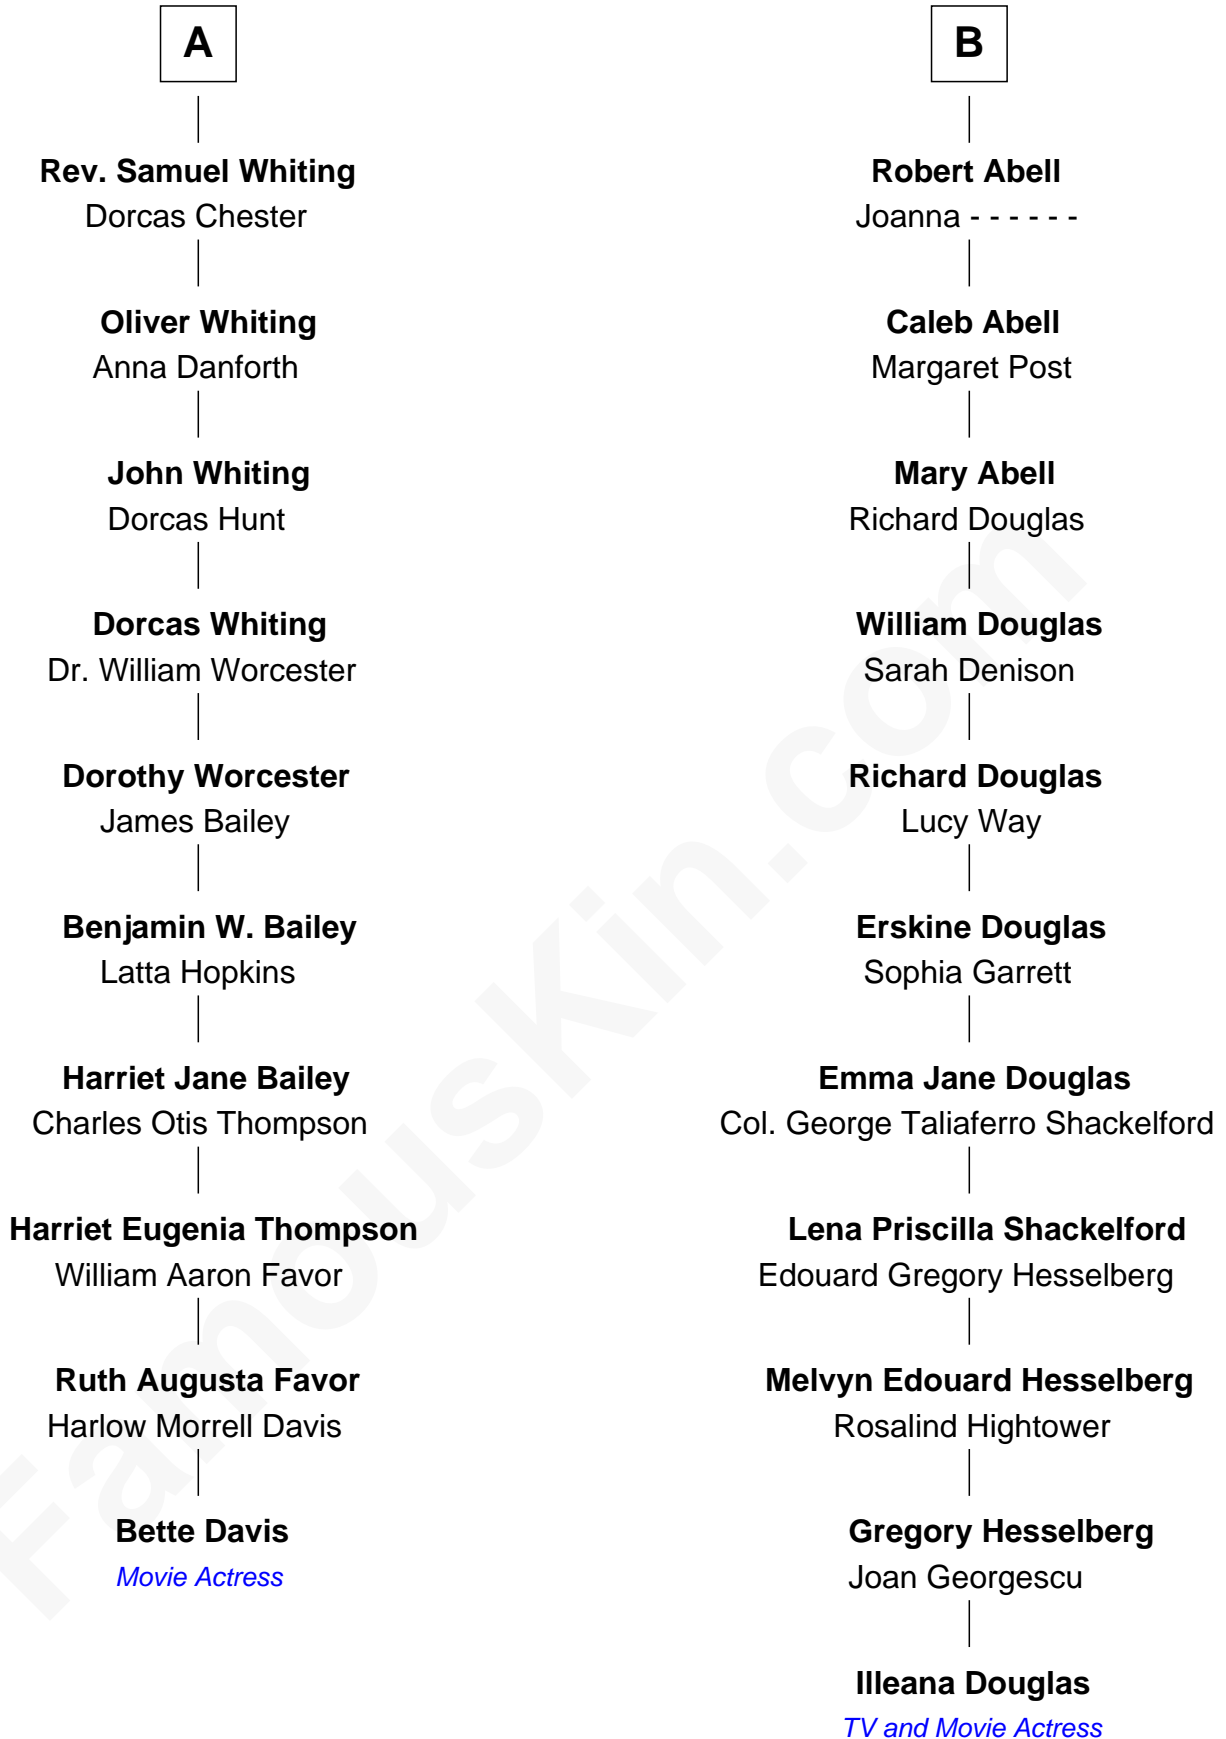 A
Rev. Samuel Whiting
Dorcas Chester
Oliver Whiting
Anna Danforth
John Whiting
Dorcas Hunt
Dorcas Whiting
Dr. William Worcester
Dorothy Worcester
James Bailey
Benjamin W. Bailey
Latta Hopkins
Harriet Jane Bailey
Charles Otis Thompson
Harriet Eugenia Thompson
William Aaron Favor
Ruth Augusta Favor
Harlow Morrell Davis
Bette Davis
Movie Actress
B
Robert Abell
Joanna - - - - - -
Caleb Abell
Margaret Post
Mary Abell
Richard Douglas
William Douglas
Sarah Denison
Richard Douglas
Lucy Way
Erskine Douglas
Sophia Garrett
Emma Jane Douglas
Col. George Taliaferro Shackelford
Lena Priscilla Shackelford
Edouard Gregory Hesselberg
Melvyn Edouard Hesselberg
Rosalind Hightower
Gregory Hesselberg
Joan Georgescu
Illeana Douglas
TV and Movie Actress
FamousKin.com